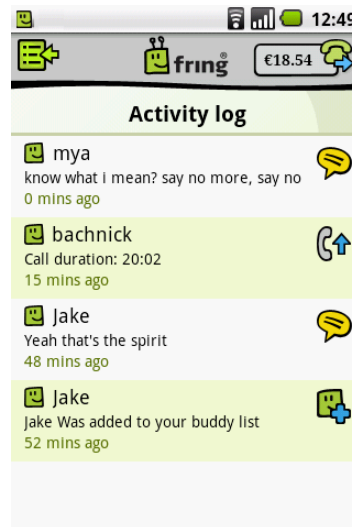 12:49
fring®
€18.54
Activity log
mya
know what i mean? say no more, say no
0 mins ago
bachnick
Call duration: 20:02
15 mins ago
Jake
Yeah that's the spirit
48 mins ago
Jake
Jake Was added to your buddy list
52 mins ago